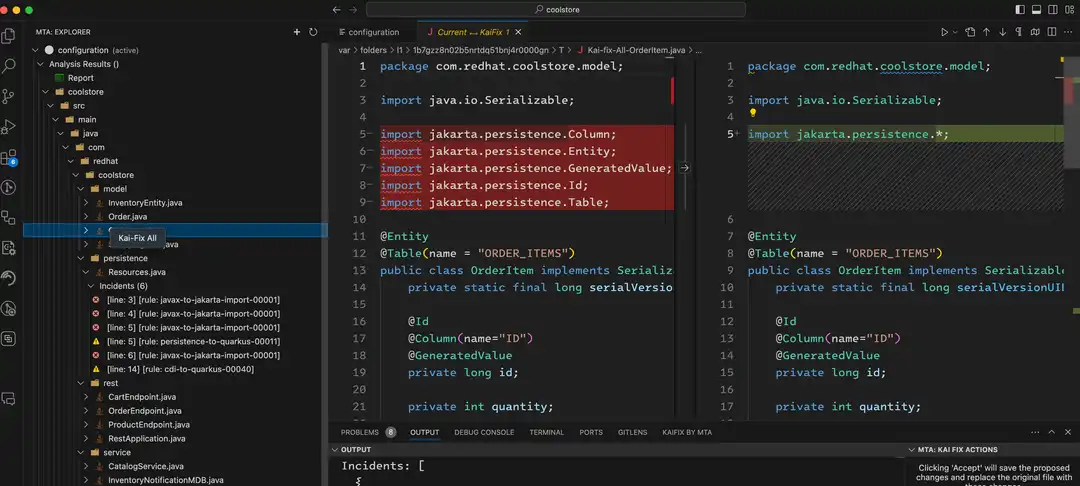 coolstore
MTA: EXPLORER
configuration (active)
Analysis Results ()
Report
coolstore
src
main
java
com
redhat
coolstore
model
InventoryEntity.java
Order.java
Kai-Fix All
persistence
Resources.java
Incidents (6)
[line: 3] [rule: javax-to-jakarta-import-00001]
[line: 4] [rule: javax-to-jakarta-import-00001]
[line: 5] [rule: javax-to-jakarta-import-00001]
[line: 5] [rule: persistence-to-quarkus-00011]
[line: 6] [rule: javax-to-jakarta-import-00001]
[line: 14] [rule: cdi-to-quarkus-00040]
rest
CartEndpoint.java
OrderEndpoint.java
ProductEndpoint.java
RestApplication.java
service
CatalogService.java
InventoryNotificationMDB.java
6
configuration
Current ↔ KaiFix 1
var > folders > l1 > 1b7gzz8n02b5nrtdq51bnj4r0000gn > T > Kai-fix-All-OrderItem.java > ...
1 package com.redhat.coolstore.model;
2
3 import java.io.Serializable;
4
5− import jakarta.persistence.Column;
6− import jakarta.persistence.Entity;
7− import jakarta.persistence.GeneratedValue;
8− import jakarta.persistence.Id;
9− import jakarta.persistence.Table;
10
11 @Entity
12 @Table(name = "ORDER_ITEMS")
13 public class OrderItem implements Serializab
14 private static final long serialVersion
15
16 @Id
17 @Column(name="ID")
18 @GeneratedValue
19 private long id;
20
21 private int quantity;
1 package com.redhat.coolstore.model;
2
3 import java.io.Serializable;
4
5+ import jakarta.persistence.*;
6
7 @Entity
8 @Table(name = "ORDER_ITEMS")
9 public class OrderItem implements Serializable
10 private static final long serialVersionUI
11
12 @Id
13 @Column(name="ID")
14 @GeneratedValue
15 private long id;
16
17 private int quantity;
PROBLEMS 8 OUTPUT DEBUG CONSOLE TERMINAL PORTS GITLENS KAIFIX BY MTA
OUTPUT
Incidents: [
{
MTA: KAI FIX ACTIONS
Clicking 'Accept' will save the proposed
changes and replace the original file with